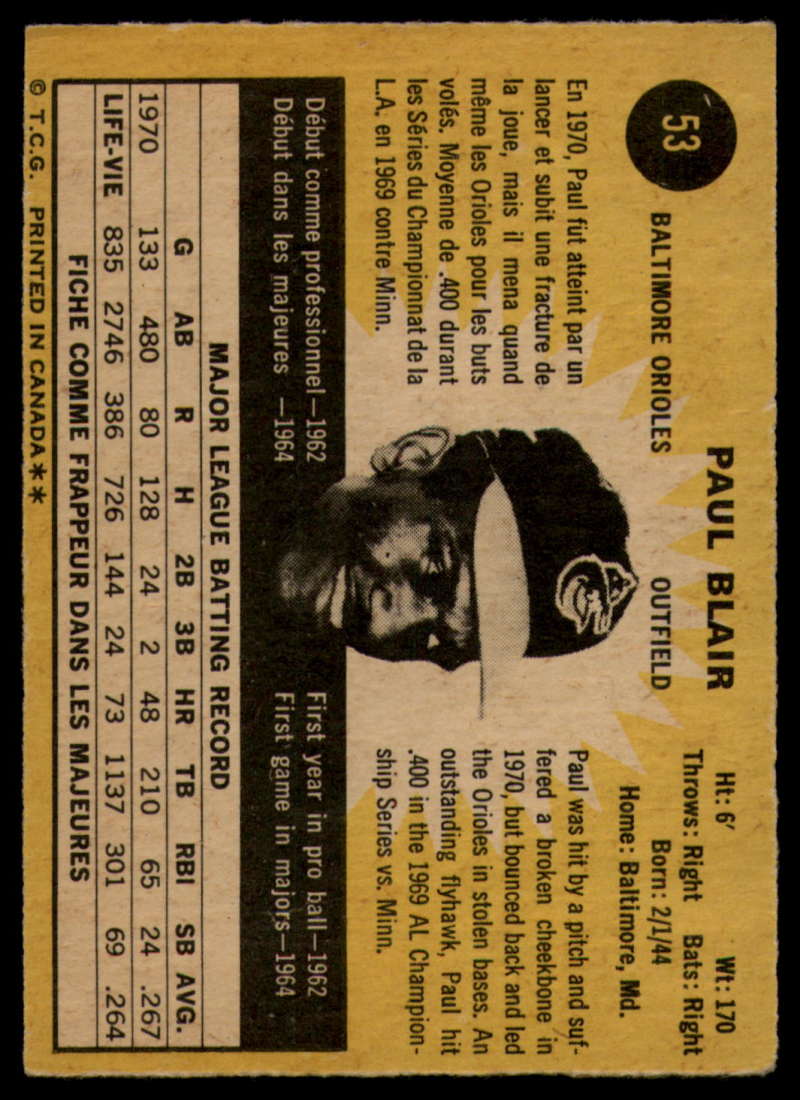 53
PAUL BLAIR
BALTIMORE ORIOLES
OUTFIELD
Ht: 6′ Wt: 170
Throws: Right Bats: Right
Born: 2/1/44
Home: Baltimore, Md.
En 1970, Paul fut atteint par un
lancer et subit une fracture de
la joue, mais il mena quand
même les Orioles pour les buts
volés. Moyenne de .400 durant
les Séries du Championnat de la
L.A. en 1969 contre Minn.
Paul was hit by a pitch and suf-
fered a broken cheekbone in
1970, but bounced back and led
the Orioles in stolen bases. An
outstanding flyhawk, Paul hit
.400 in the 1969 AL Champion-
ship Series vs. Minn.
Début comme professionnel—1962
Début dans les majeures —1964
First year in pro ball—1962
First game in majors—1964
MAJOR LEAGUE BATTING RECORD
G AB R H 2B 3B HR TB RBI SB AVG.
1970 133 480 80 128 24 2 48 210 65 24 .267
LIFE-VIE 835 2746 386 726 144 24 73 1137 301 69 .264
FICHE COMME FRAPPEUR DANS LES MAJEURES
© T.C.G. PRINTED IN CANADA**